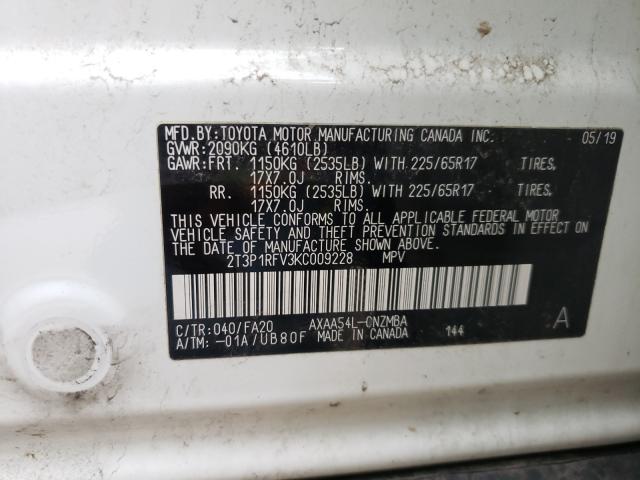 MFD.BY:TOYOTA MOTOR MANUFACTURING CANADA INC. 05/19
GVWR:2090KG (4610LB)
GAWR:FRT. 1150KG (2535LB) WITH 225/65R17 TIRES,
17X7.0J RIMS.
RR. 1150KG (2535LB) WITH 225/65R17 TIRES,
17X7.0J RIMS.
THIS VEHICLE CONFORMS TO ALL APPLICABLE FEDERAL MOTOR
VEHICLE SAFETY AND THEFT PREVENTION STANDARDS IN EFFECT ON
THE DATE OF MANUFACTURE SHOWN ABOVE.
2T3P1RFV3KC009228 MPV
C/TR:040/FA20 AXAA54L-CNZMBA 144 A
A/TM:-01A/UB80F MADE IN CANADA